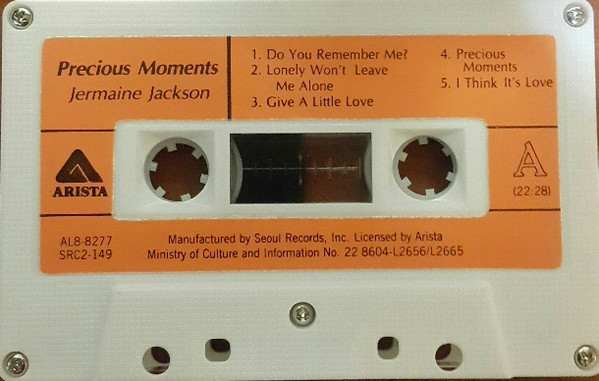 Precious Moments
Jermaine Jackson
1. Do You Remember Me?
2. Lonely Won't Leave
Me Alone
3. Give A Little Love
4. Precious
Moments
5. I Think It's Love
ARISTA
A
(22:28)
AL8-8277
SRC2-149
Manufactured by Seoul Records, Inc. Licensed by Arista
Ministry of Culture and Information No. 22 8604-L2656/L2665